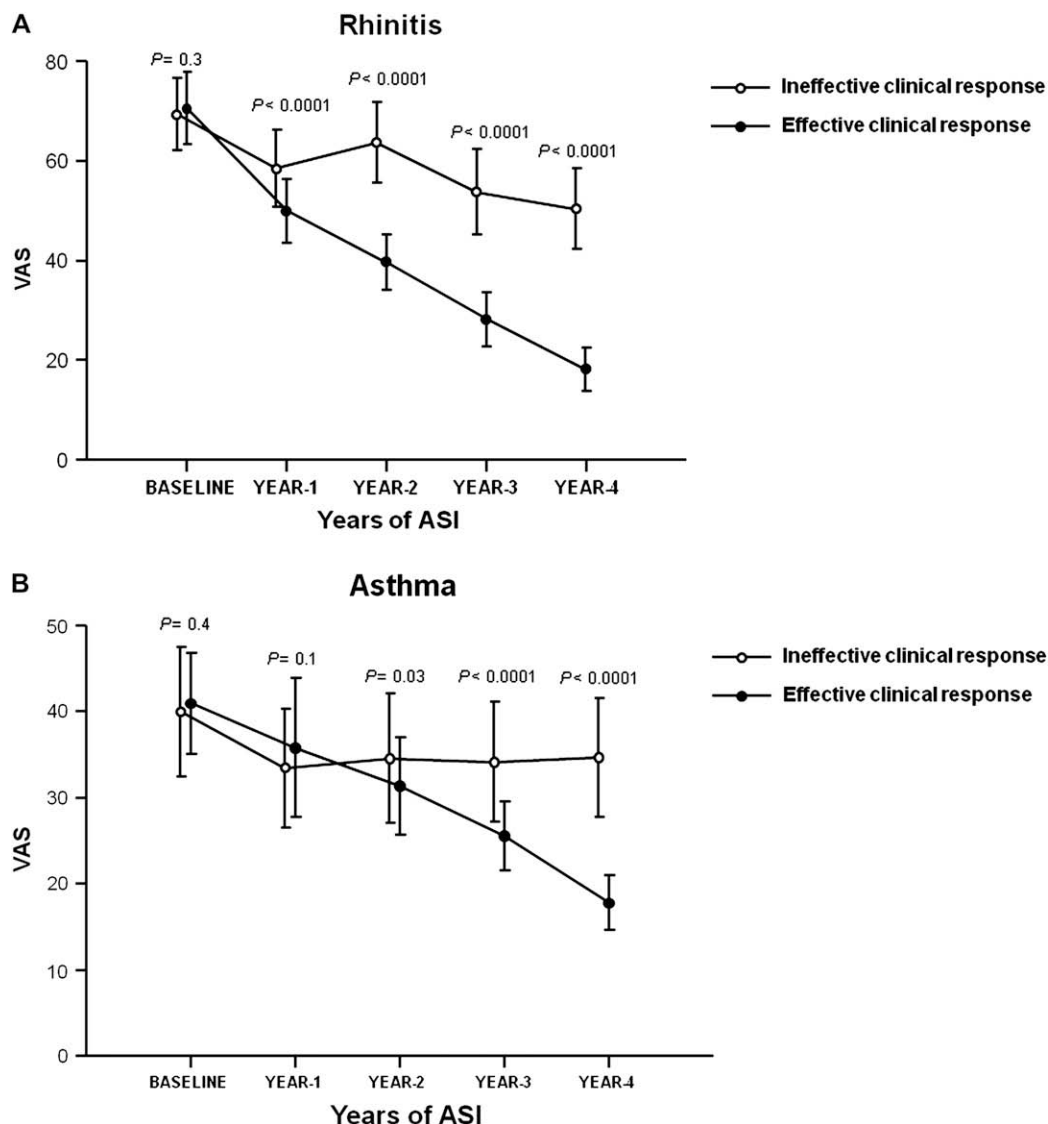 A
Rhinitis
80
60
40
20
0
VAS
P= 0.3
P< 0.0001
P< 0.0001
P< 0.0001
P< 0.0001
Ineffective clinical response
Effective clinical response
BASELINE YEAR-1 YEAR-2 YEAR-3 YEAR-4
Years of ASI
B
Asthma
50
40
30
20
10
0
VAS
P= 0.4
P= 0.1
P= 0.03
P< 0.0001
P< 0.0001
Ineffective clinical response
Effective clinical response
BASELINE YEAR-1 YEAR-2 YEAR-3 YEAR-4
Years of ASI